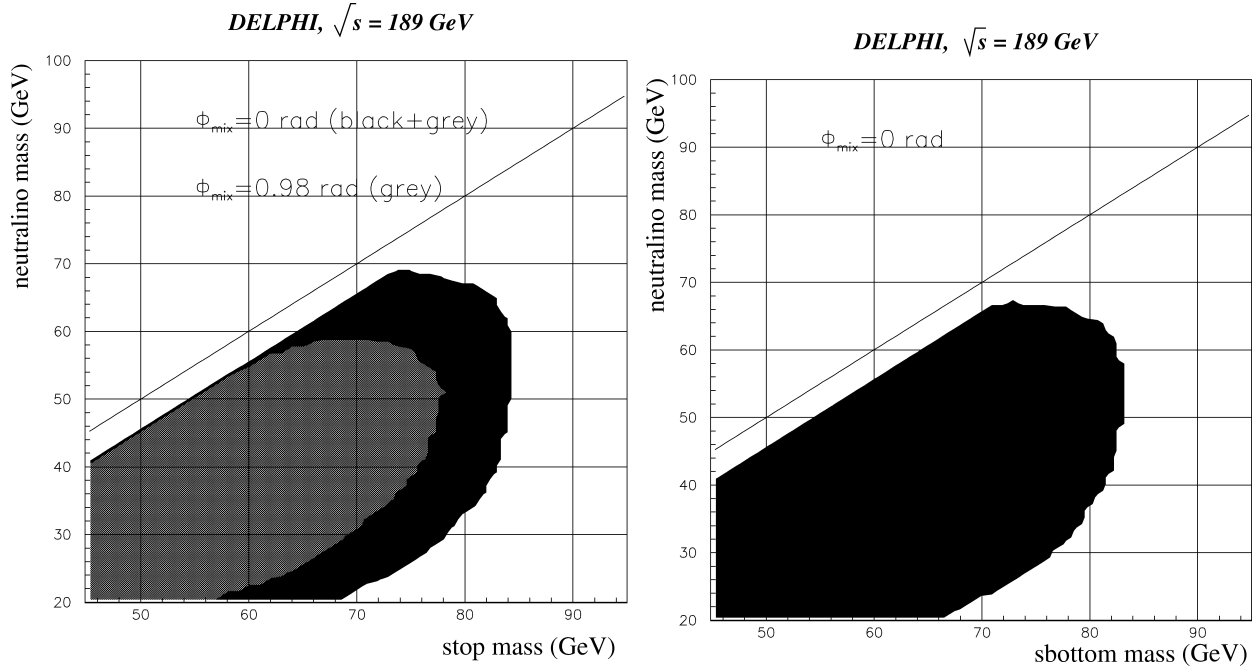 DELPHI, √s = 189 GeV
neutralino mass (GeV)
100
90
80
70
60
50
40
30
20
ϕmix=0 rad (black+grey)
ϕmix=0.98 rad (grey)
50 60 70 80 90
stop mass (GeV)
DELPHI, √s = 189 GeV
neutralino mass (GeV)
100
90
80
70
60
50
40
30
20
ϕmix=0 rad
50 60 70 80 90
sbottom mass (GeV)